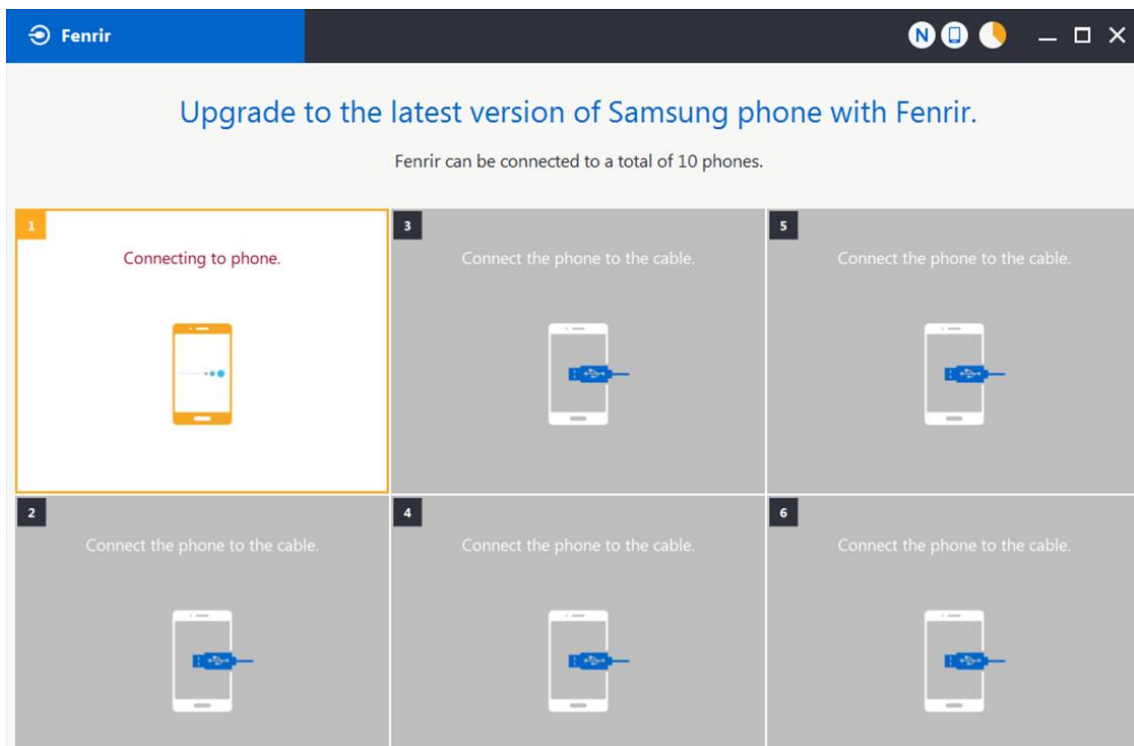 Fenrir
N
Upgrade to the latest version of Samsung phone with Fenrir.
Fenrir can be connected to a total of 10 phones.
1
Connecting to phone.
3
Connect the phone to the cable.
5
Connect the phone to the cable.
2
Connect the phone to the cable.
4
Connect the phone to the cable.
6
Connect the phone to the cable.